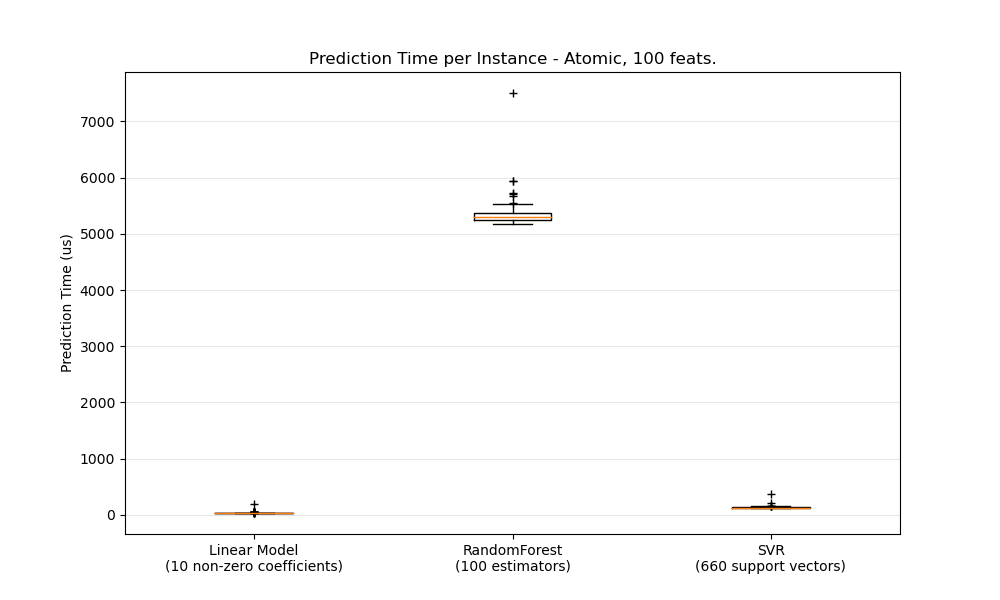 Prediction Time per Instance - Atomic, 100 feats.
Prediction Time (us)
7000
6000
5000
4000
3000
2000
1000
0
Linear Model
(10 non-zero coefficients)
RandomForest
(100 estimators)
SVR
(660 support vectors)